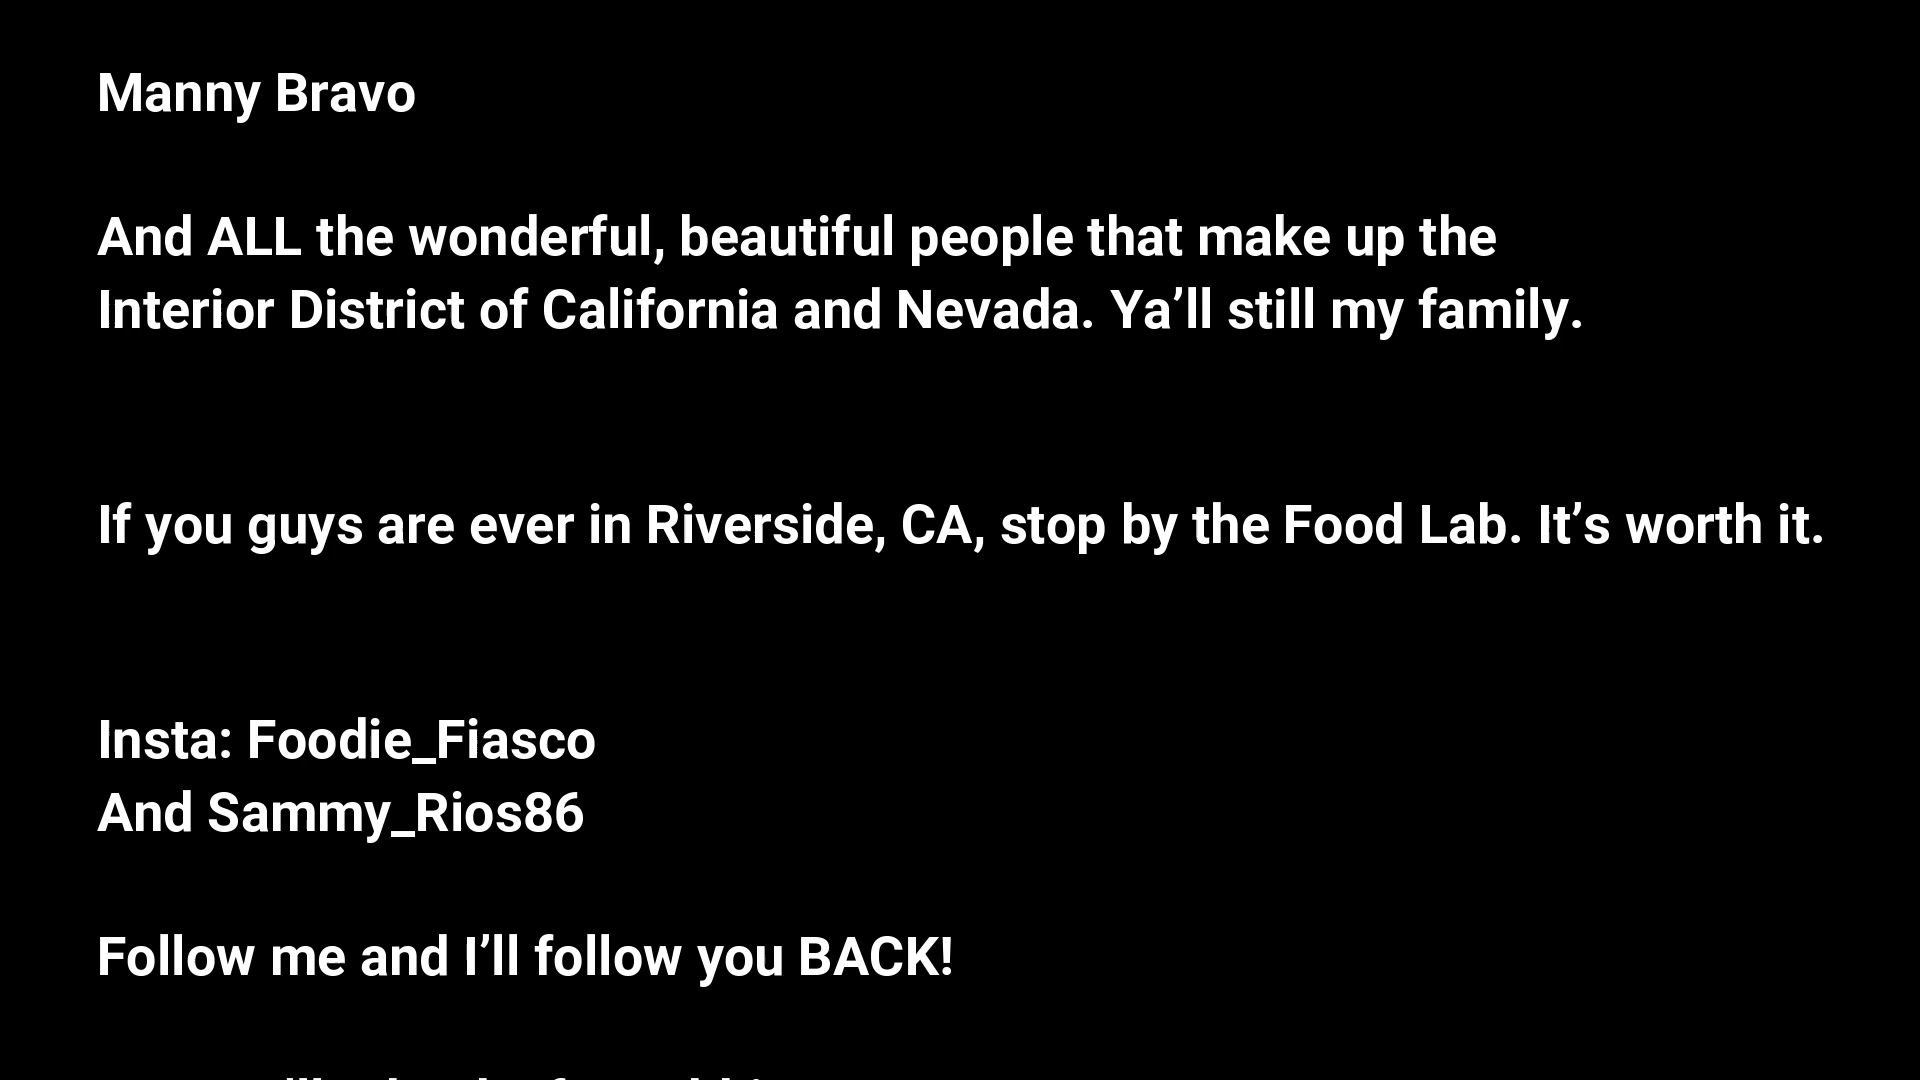 Manny Bravo
And ALL the wonderful, beautiful people that make up the
Interior District of California and Nevada. Ya’ll still my family.
If you guys are ever in Riverside, CA, stop by the Food Lab. It’s worth it.
Insta: Foodie_Fiasco
And Sammy_Rios86
Follow me and I’ll follow you BACK!